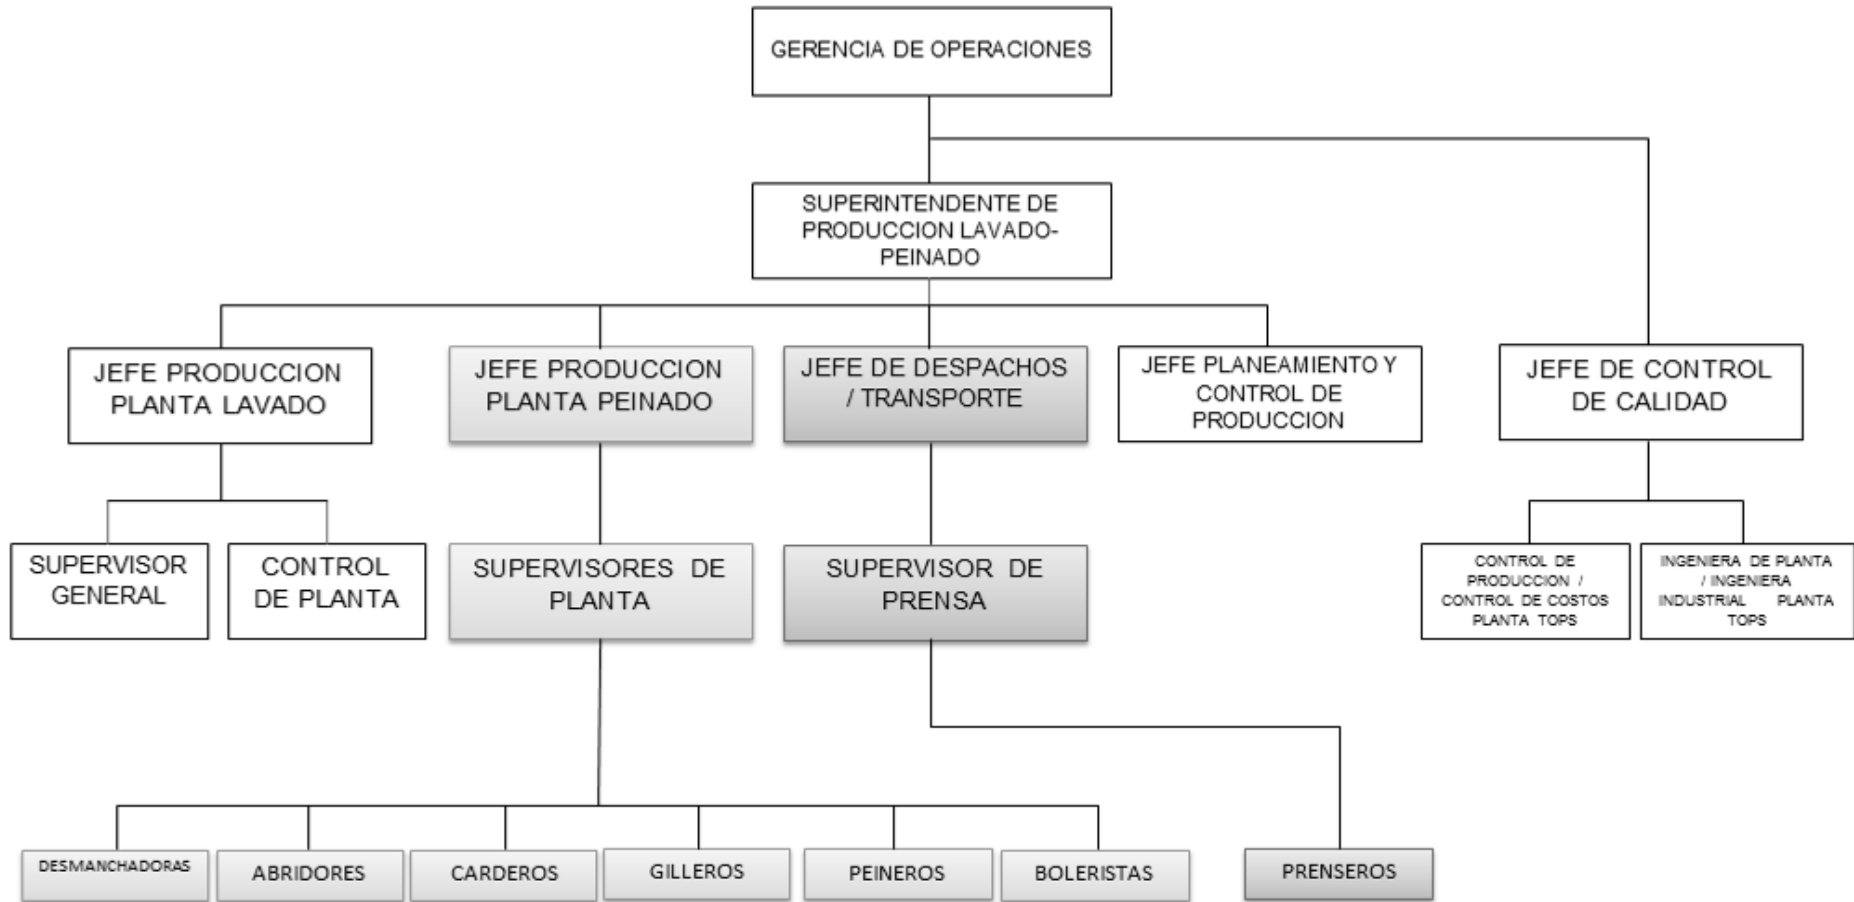 GERENCIA DE OPERACIONES
SUPERINTENDENTE DE
PRODUCCION LAVADO-
PEINADO
JEFE PRODUCCION
PLANTA LAVADO
JEFE PRODUCCION
PLANTA PEINADO
JEFE DE DESPACHOS
/ TRANSPORTE
JEFE PLANEAMIENTO Y
CONTROL DE
PRODUCCION
JEFE DE CONTROL
DE CALIDAD
SUPERVISOR
GENERAL
CONTROL
DE PLANTA
SUPERVISORES DE
PLANTA
SUPERVISOR DE
PRENSA
CONTROL DE
PRODUCCION /
CONTROL DE COSTOS
PLANTA TOPS
INGENIERA DE PLANTA
/ INGENIERA
INDUSTRIAL PLANTA
TOPS
DESMANCHADORAS
ABRIDORES
CARDEROS
GILLEROS
PEINEROS
BOLERISTAS
PRENSEROS